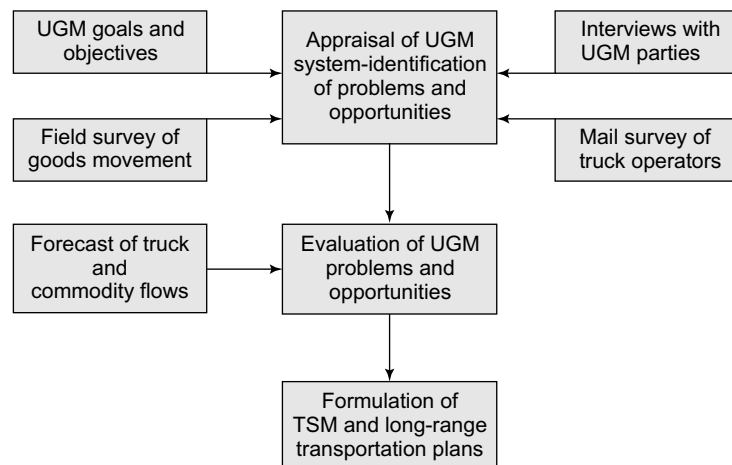 UGM goals and
objectives
Appraisal of UGM
system-identification
of problems and
opportunities
Interviews with
UGM parties
Field survey of
goods movement
Mail survey of
truck operators
Forecast of truck
and
commodity flows
Evaluation of UGM
problems and
opportunities
Formulation of
TSM and long-range
transportation plans